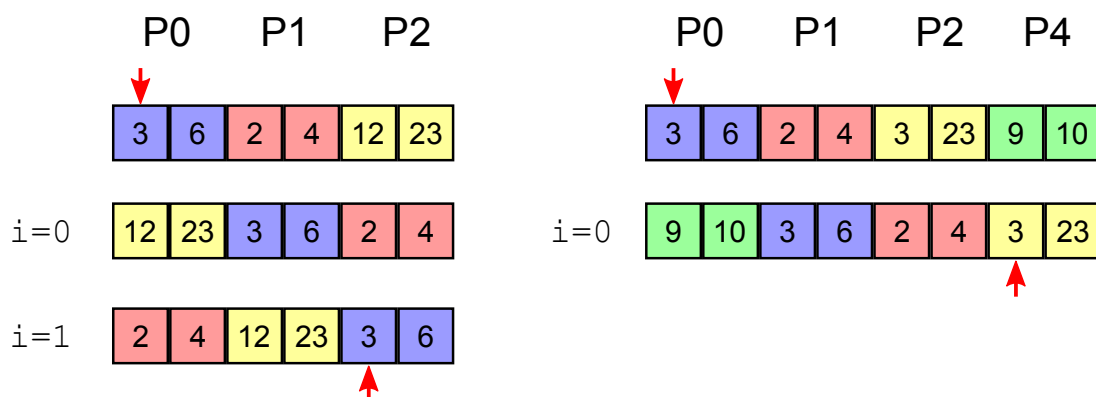 P0 P1 P2
3 6 2 4 12 23
i=0 12 23 3 6 2 4
i=1 2 4 12 23 3 6
P0 P1 P2 P4
3 6 2 4 3 23 9 10
i=0 9 10 3 6 2 4 3 23